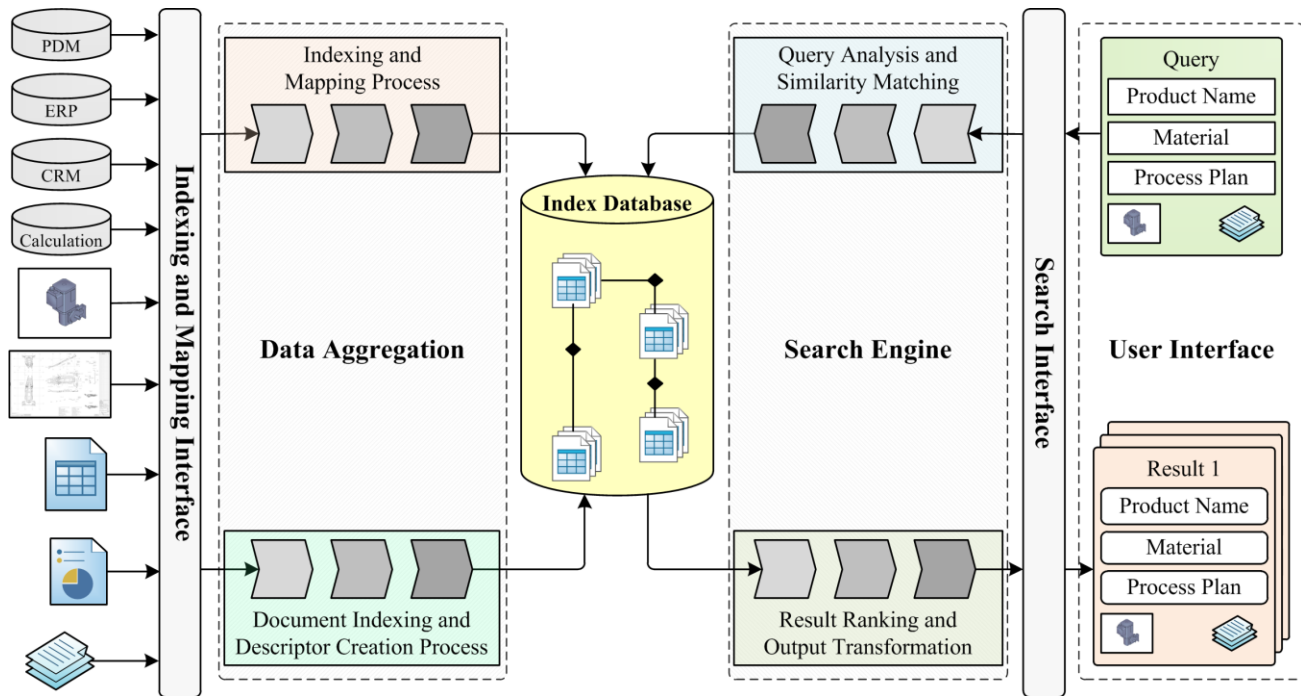 PDM
ERP
CRM
Calculation
Indexing and Mapping Interface
Indexing and
Mapping Process
Data Aggregation
Document Indexing and
Descriptor Creation Process
Index Database
Query Analysis and
Similarity Matching
Search Engine
Result Ranking and
Output Transformation
Search Interface
Query
Product Name
Material
Process Plan
User Interface
Result 1
Product Name
Material
Process Plan